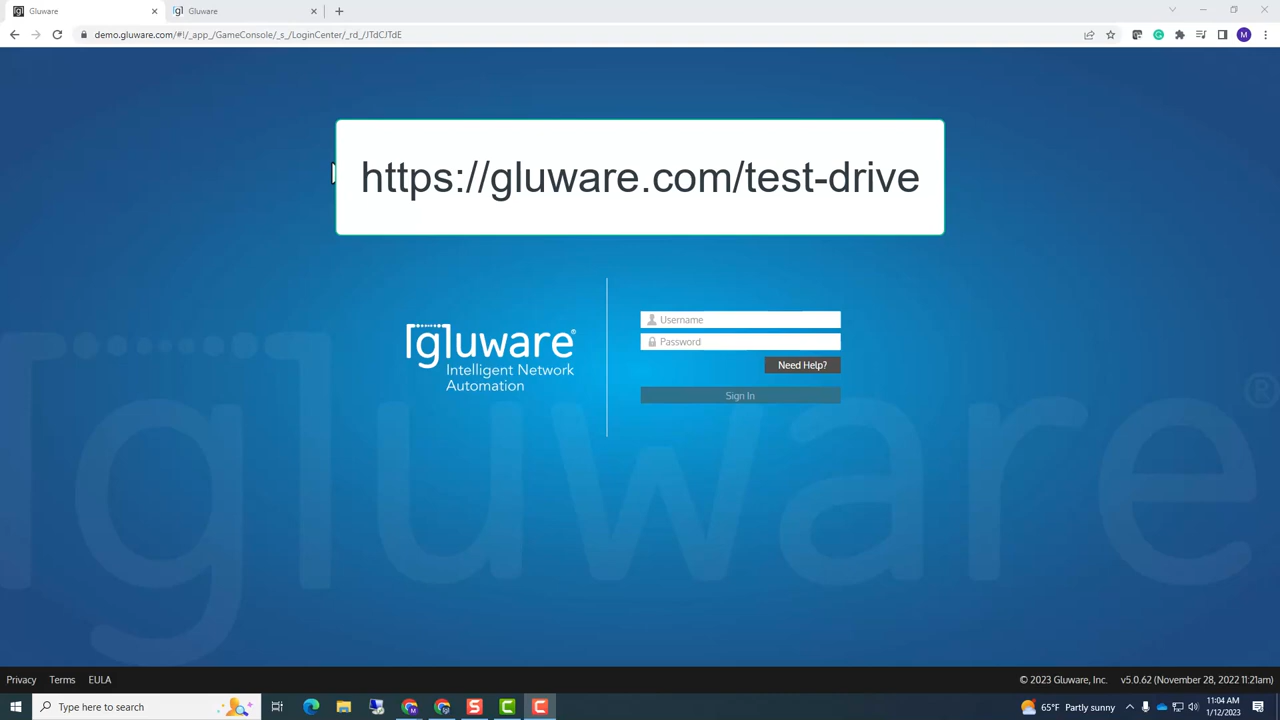 Gluware
Gluware
demo.gluware.com/#!/_app_/GameConsole/_s_/LoginCenter/_rd_/JTdCJTdE
M
https://gluware.com/test-drive
[gluware®
Intelligent Network
Automation
Username
Password
Need Help?
Sign In
[gluware®
Privacy
Terms
EULA
© 2023 Gluware, Inc.
v5.0.62 (November 28, 2022 11:21am)
Type here to search
65°F Partly sunny
11:04 AM
1/12/2023